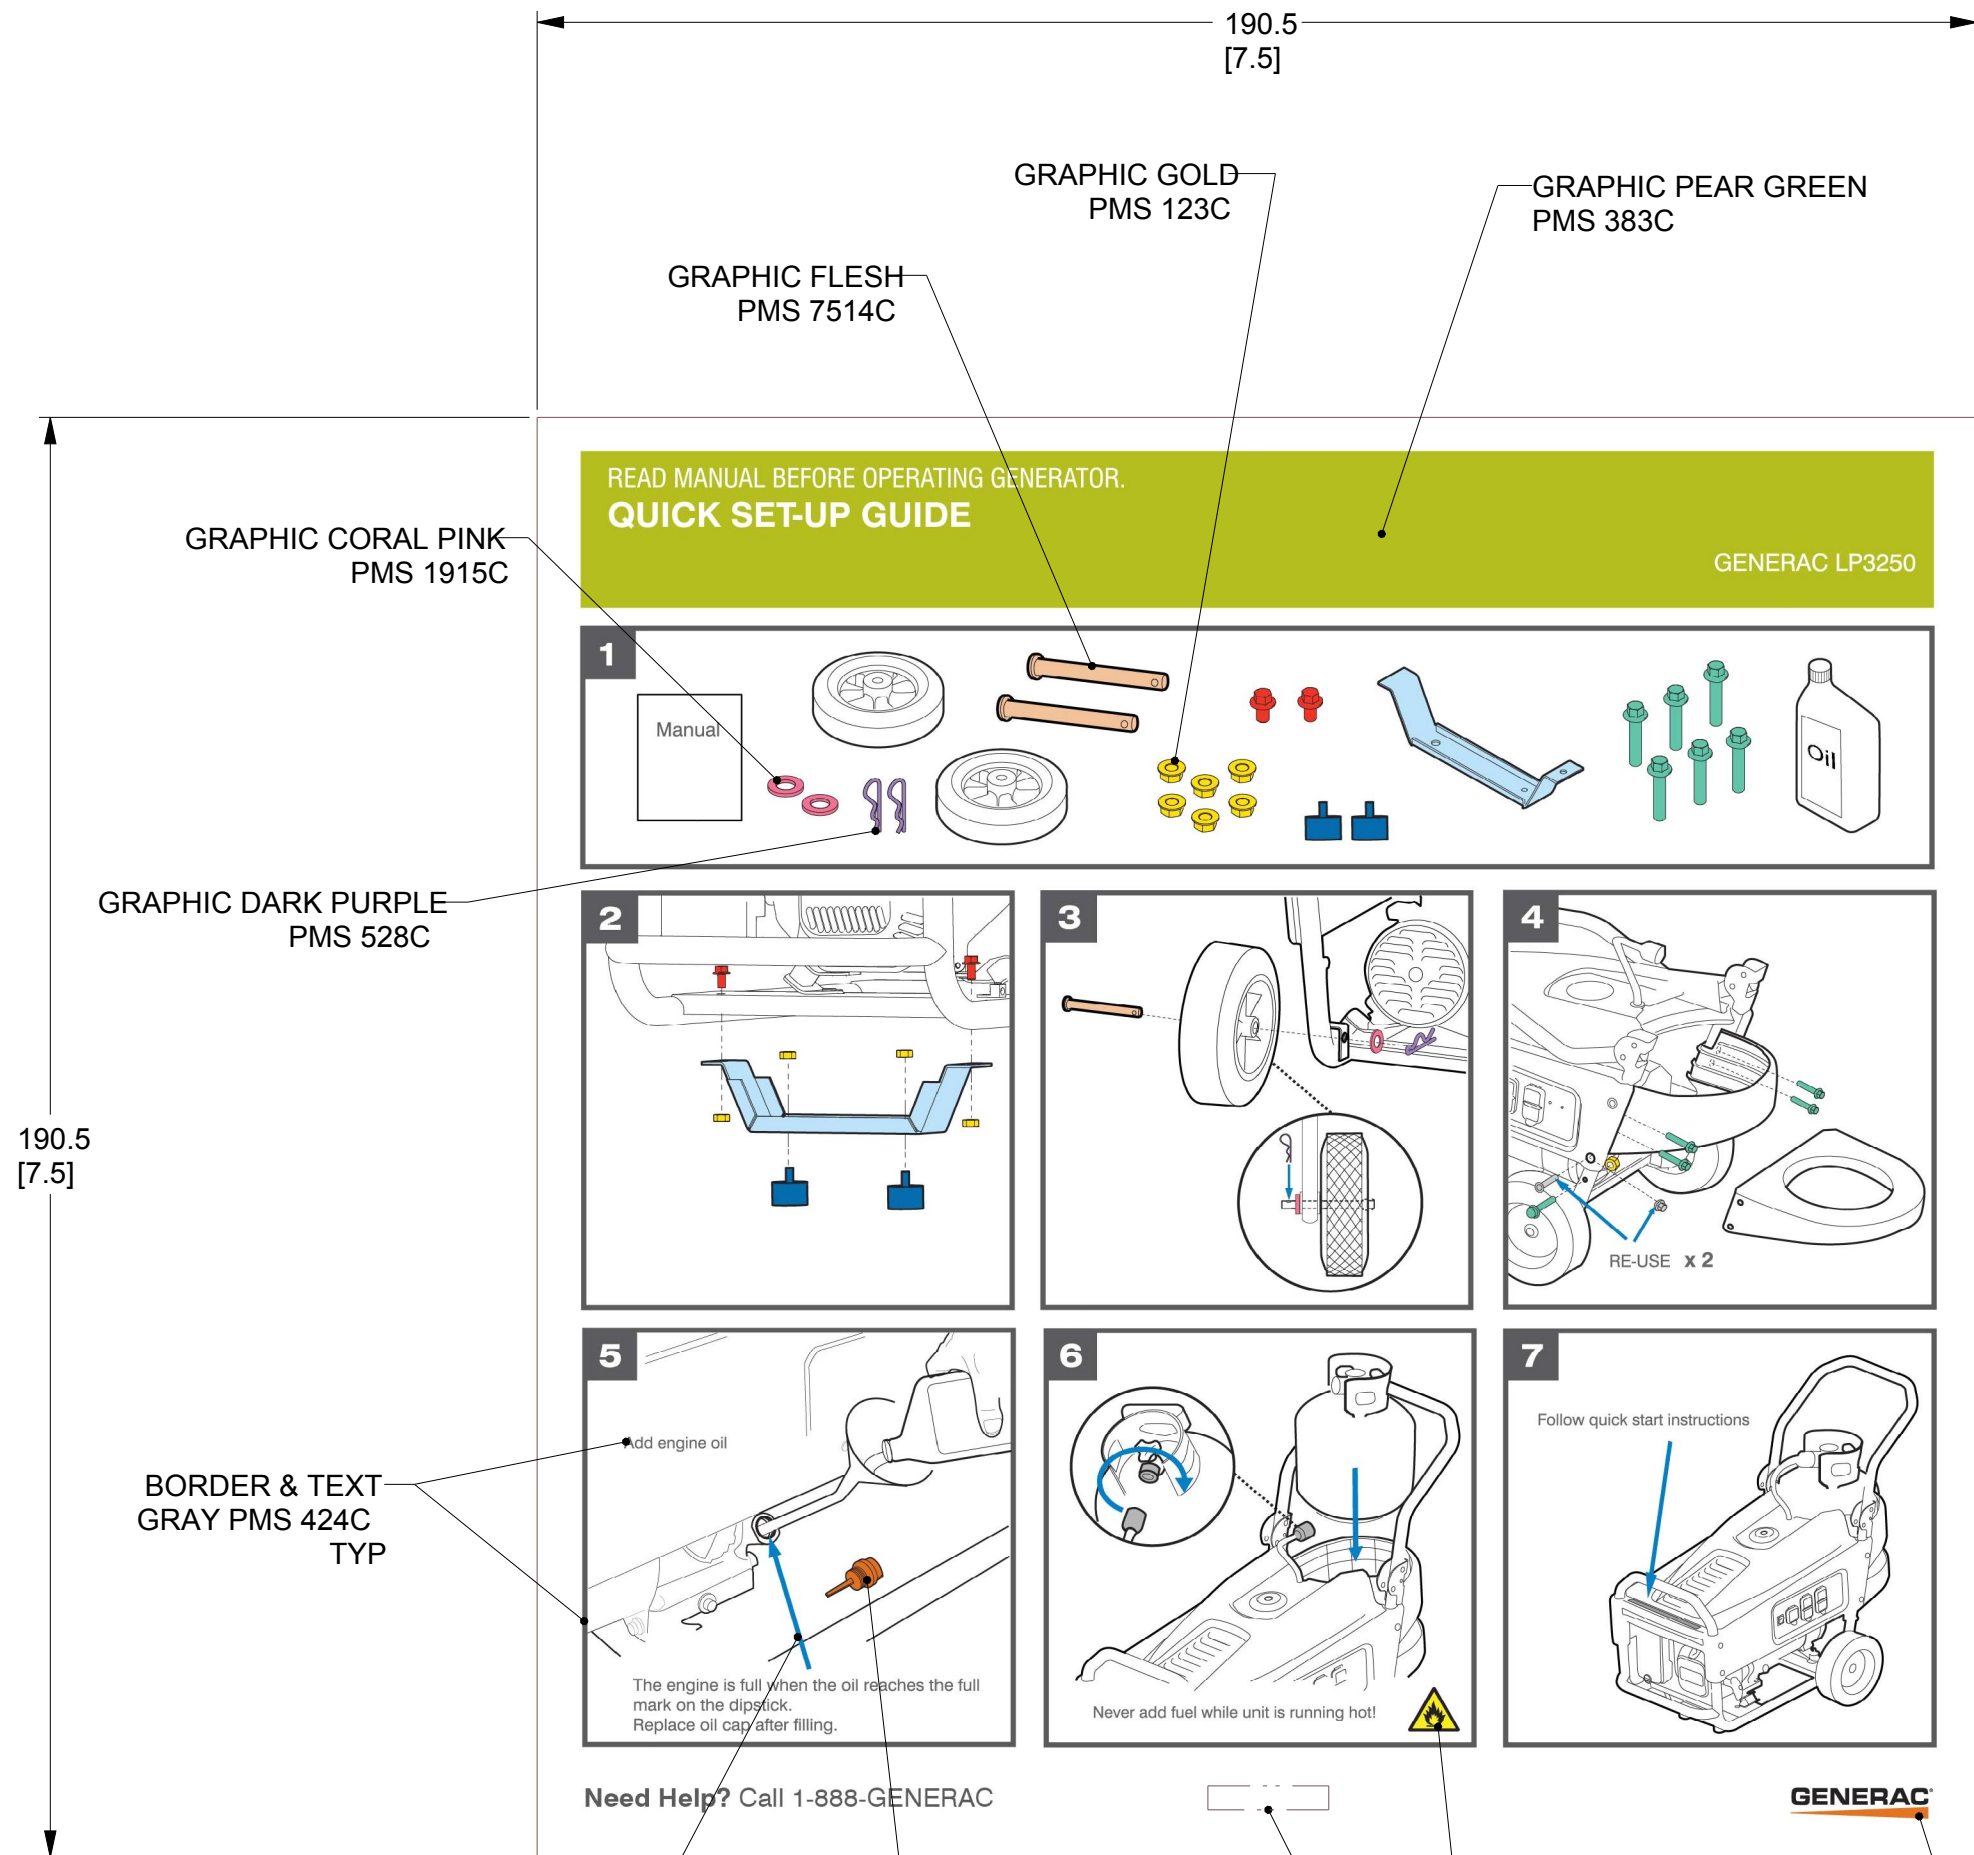 190.5
[7.5]
GRAPHIC GOLD
PMS 123C
GRAPHIC PEAR GREEN
PMS 383C
GRAPHIC FLESH
PMS 7514C
READ MANUAL BEFORE OPERATING GENERATOR.
QUICK SET-UP GUIDE
GRAPHIC CORAL PINK
PMS 1915C
GENERAC LP3250
1
Manual
Oil
GRAPHIC DARK PURPLE
PMS 528C
2
3
4
190.5
[7.5]
RE-USE x 2
5
Add engine oil
The engine is full when the oil reaches the full
mark on the dipstick.
Replace oil cap after filling.
6
Never add fuel while unit is running hot!
7
Follow quick start instructions
BORDER & TEXT
GRAY PMS 424C
TYP
Need Help? Call 1-888-GENERAC
GENERAC